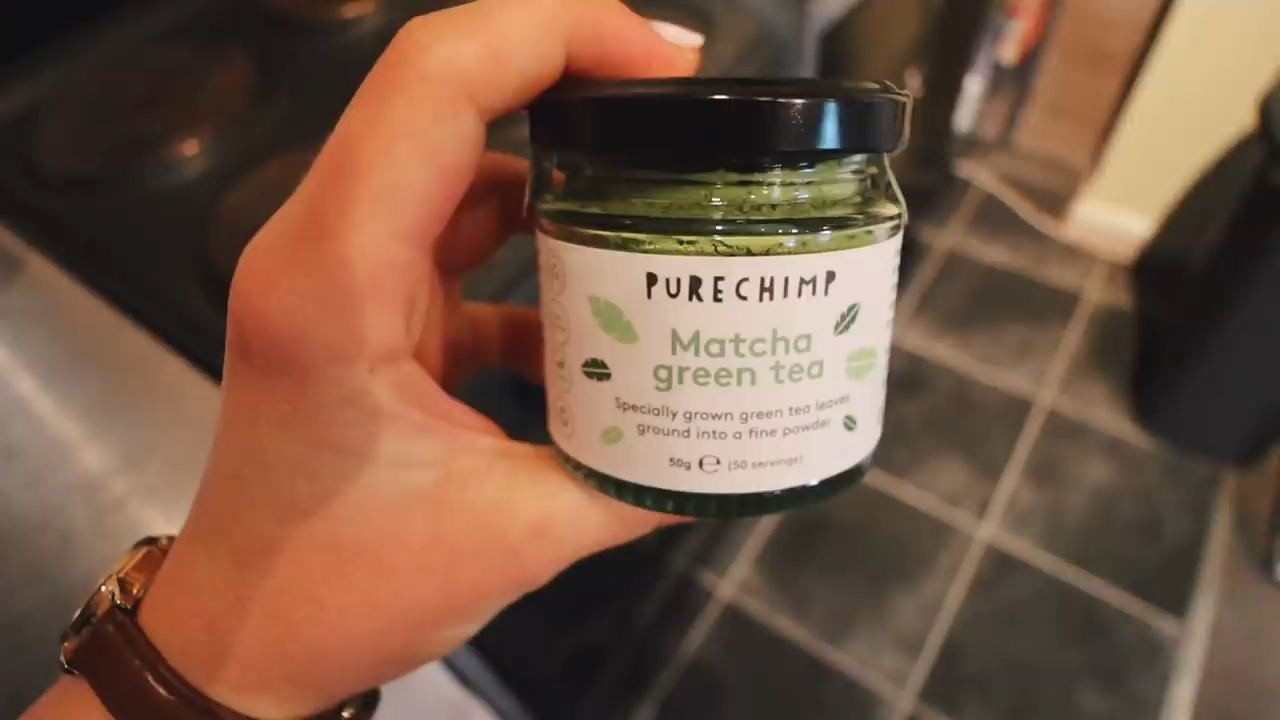 PURECHIMP
Matcha
green tea
Specially grown green tea leaves
ground into a fine powder
50g ℮ (50 servings)